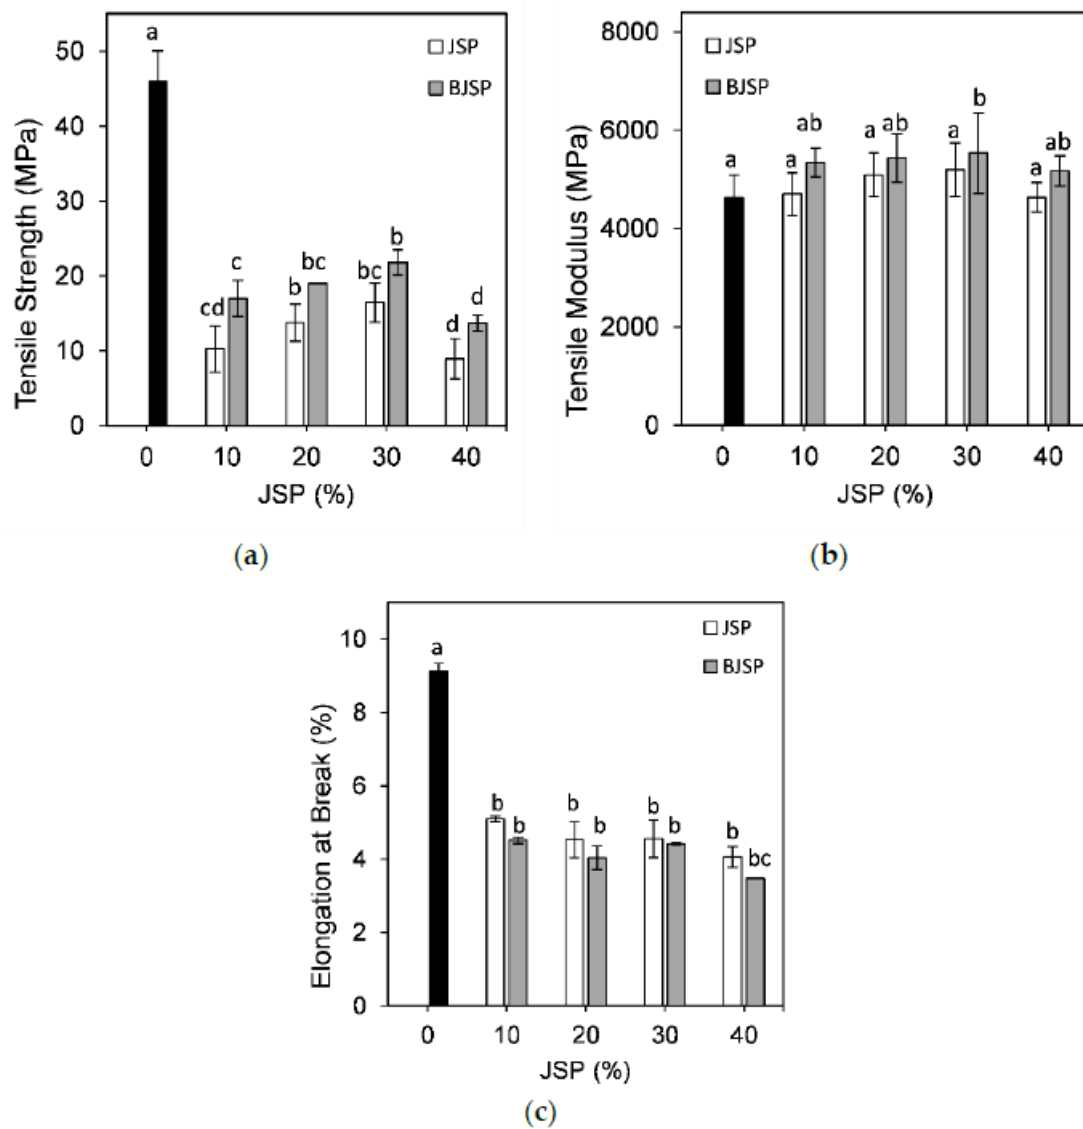 50
40
30
20
10
0
Tensile Strength (MPa)
JSP
BJSP
a
cd
c
b
bc
bc
b
d
d
0 10 20 30 40
JSP (%)
(a)
8000
6000
4000
2000
0
Tensile Modulus (MPa)
JSP
BJSP
a
a
ab
a
ab
a
b
a
ab
0 10 20 30 40
JSP (%)
(b)
10
8
6
4
2
0
Elongation at Break (%)
JSP
BJSP
a
b
b
b
b
b
b
b
bc
0 10 20 30 40
JSP (%)
(c)